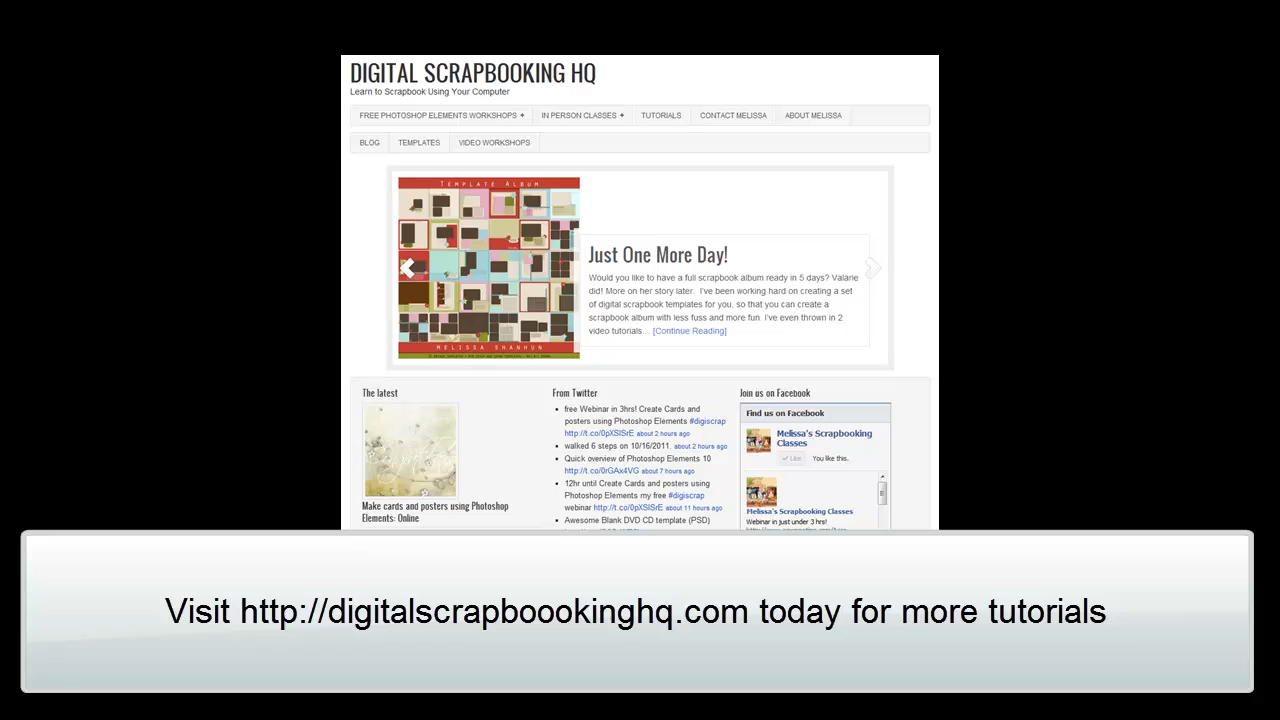 DIGITAL SCRAPBOOKING HQ
Learn to Scrapbook Using Your Computer
FREE PHOTOSHOP ELEMENTS WORKSHOPS + IN PERSON CLASSES + TUTORIALS CONTACT MELISSA ABOUT MELISSA
BLOG TEMPLATES VIDEO WORKSHOPS
TEMPLATE ALBUM
MELISSA SHANHUN
Just One More Day!
Would you like to have a full scrapbook album ready in 5 days? Valarie
did! More on her story later. I've been working hard on creating a set
of digital scrapbook templates for you, so that you can create a
scrapbook album with less fuss and more fun. I've even thrown in 2
video tutorials... [Continue Reading]
The latest
Make cards and posters using Photoshop
Elements: Online
From Twitter
free Webinar in 3hrs! Create Cards and
posters using Photoshop Elements #digiscrap
http://t.co/0pXSISrE about 2 hours ago
walked 6 steps on 10/16/2011. about 2 hours ago
Quick overview of Photoshop Elements 10
http://t.co/0rGAx4VG about 7 hours ago
12hr until Create Cards and posters using
Photoshop Elements my free #digiscrap
webinar http://t.co/0pXSISrE about 11 hours ago
Awesome Blank DVD CD template (PSD)
Join us on Facebook
Find us on Facebook
Melissa's Scrapbooking
Classes
Like You like this.
Melissa's Scrapbooking Classes
Webinar in just under 3 hrs!
Visit http://digitalscrapboookinghq.com today for more tutorials